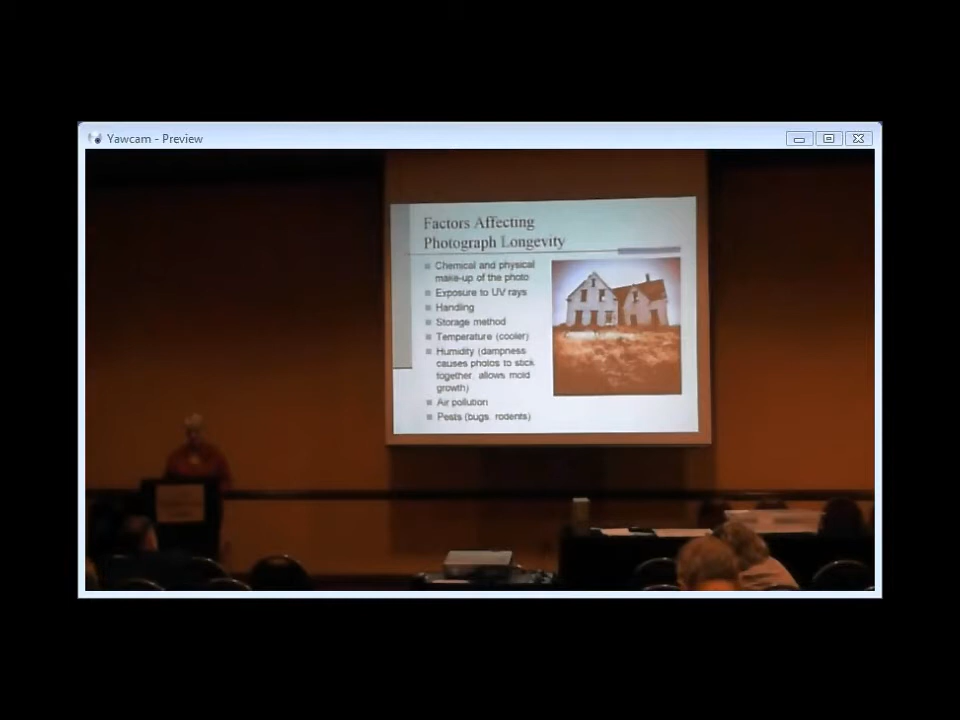 Yawcam - Preview
Factors Affecting
Photograph Longevity
Chemical and physical
make-up of the photo
Exposure to UV rays
Handling
Storage method
Temperature (cooler)
Humidity (dampness
causes photos to stick
together, allows mold
growth)
Air pollution
Pests (bugs, rodents)